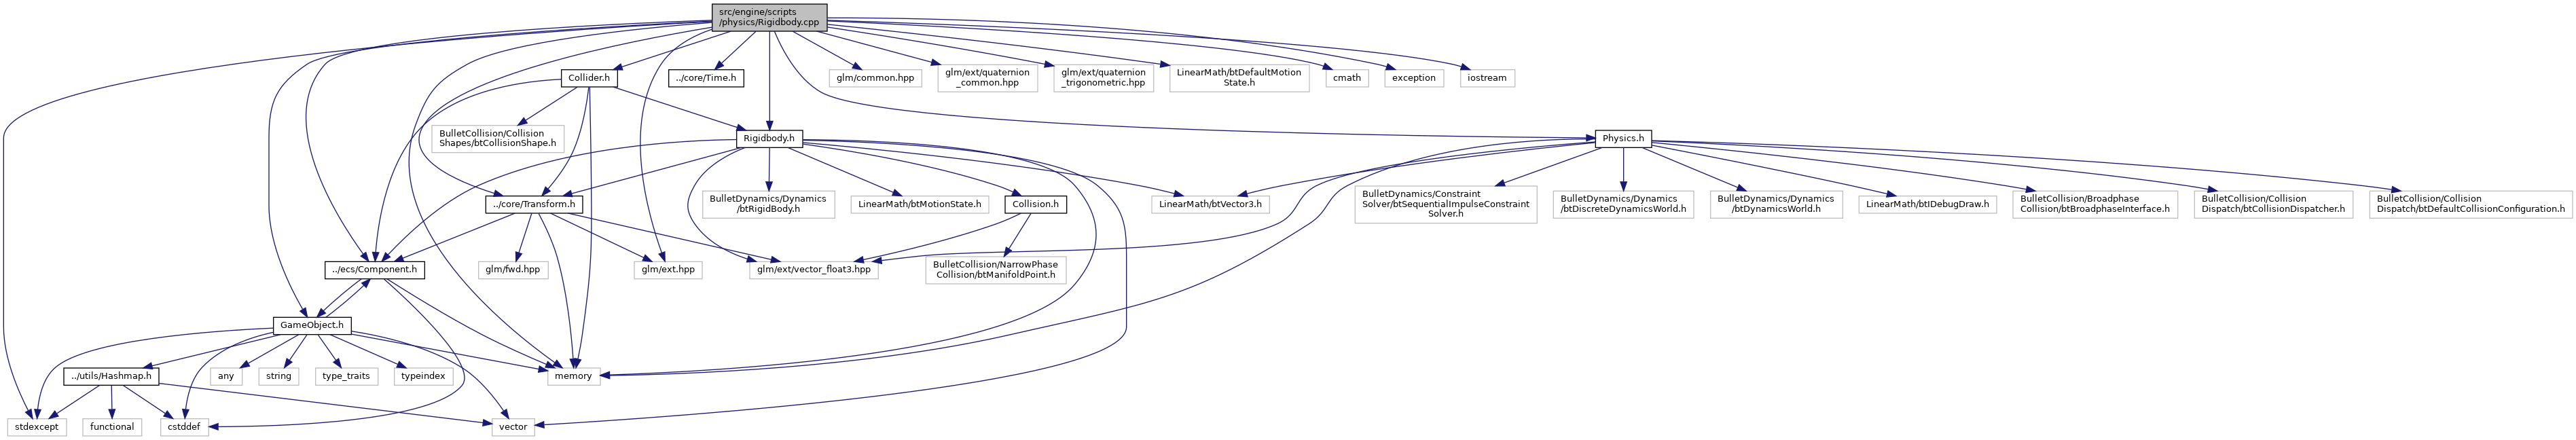 src/engine/scripts
/physics/Rigidbody.cpp
Collider.h
../core/Time.h
glm/common.hpp
glm/ext/quaternion
_common.hpp
glm/ext/quaternion
_trigonometric.hpp
LinearMath/btDefaultMotion
State.h
cmath
exception
iostream
BulletCollision/Collision
Shapes/btCollisionShape.h
Rigidbody.h
Physics.h
../core/Transform.h
BulletDynamics/Dynamics
/btRigidBody.h
LinearMath/btMotionState.h
Collision.h
LinearMath/btVector3.h
BulletDynamics/Constraint
Solver/btSequentialImpulseConstraint
Solver.h
BulletDynamics/Dynamics
/btDiscreteDynamicsWorld.h
BulletDynamics/Dynamics
/btDynamicsWorld.h
LinearMath/btIDebugDraw.h
BulletCollision/Broadphase
Collision/btBroadphaseInterface.h
BulletCollision/Collision
Dispatch/btCollisionDispatcher.h
BulletCollision/Collision
Dispatch/btDefaultCollisionConfiguration.h
../ecs/Component.h
glm/fwd.hpp
glm/ext.hpp
glm/ext/vector_float3.hpp
BulletCollision/NarrowPhase
Collision/btManifoldPoint.h
GameObject.h
../utils/Hashmap.h
any
string
type_traits
typeindex
memory
stdexcept
functional
cstddef
vector